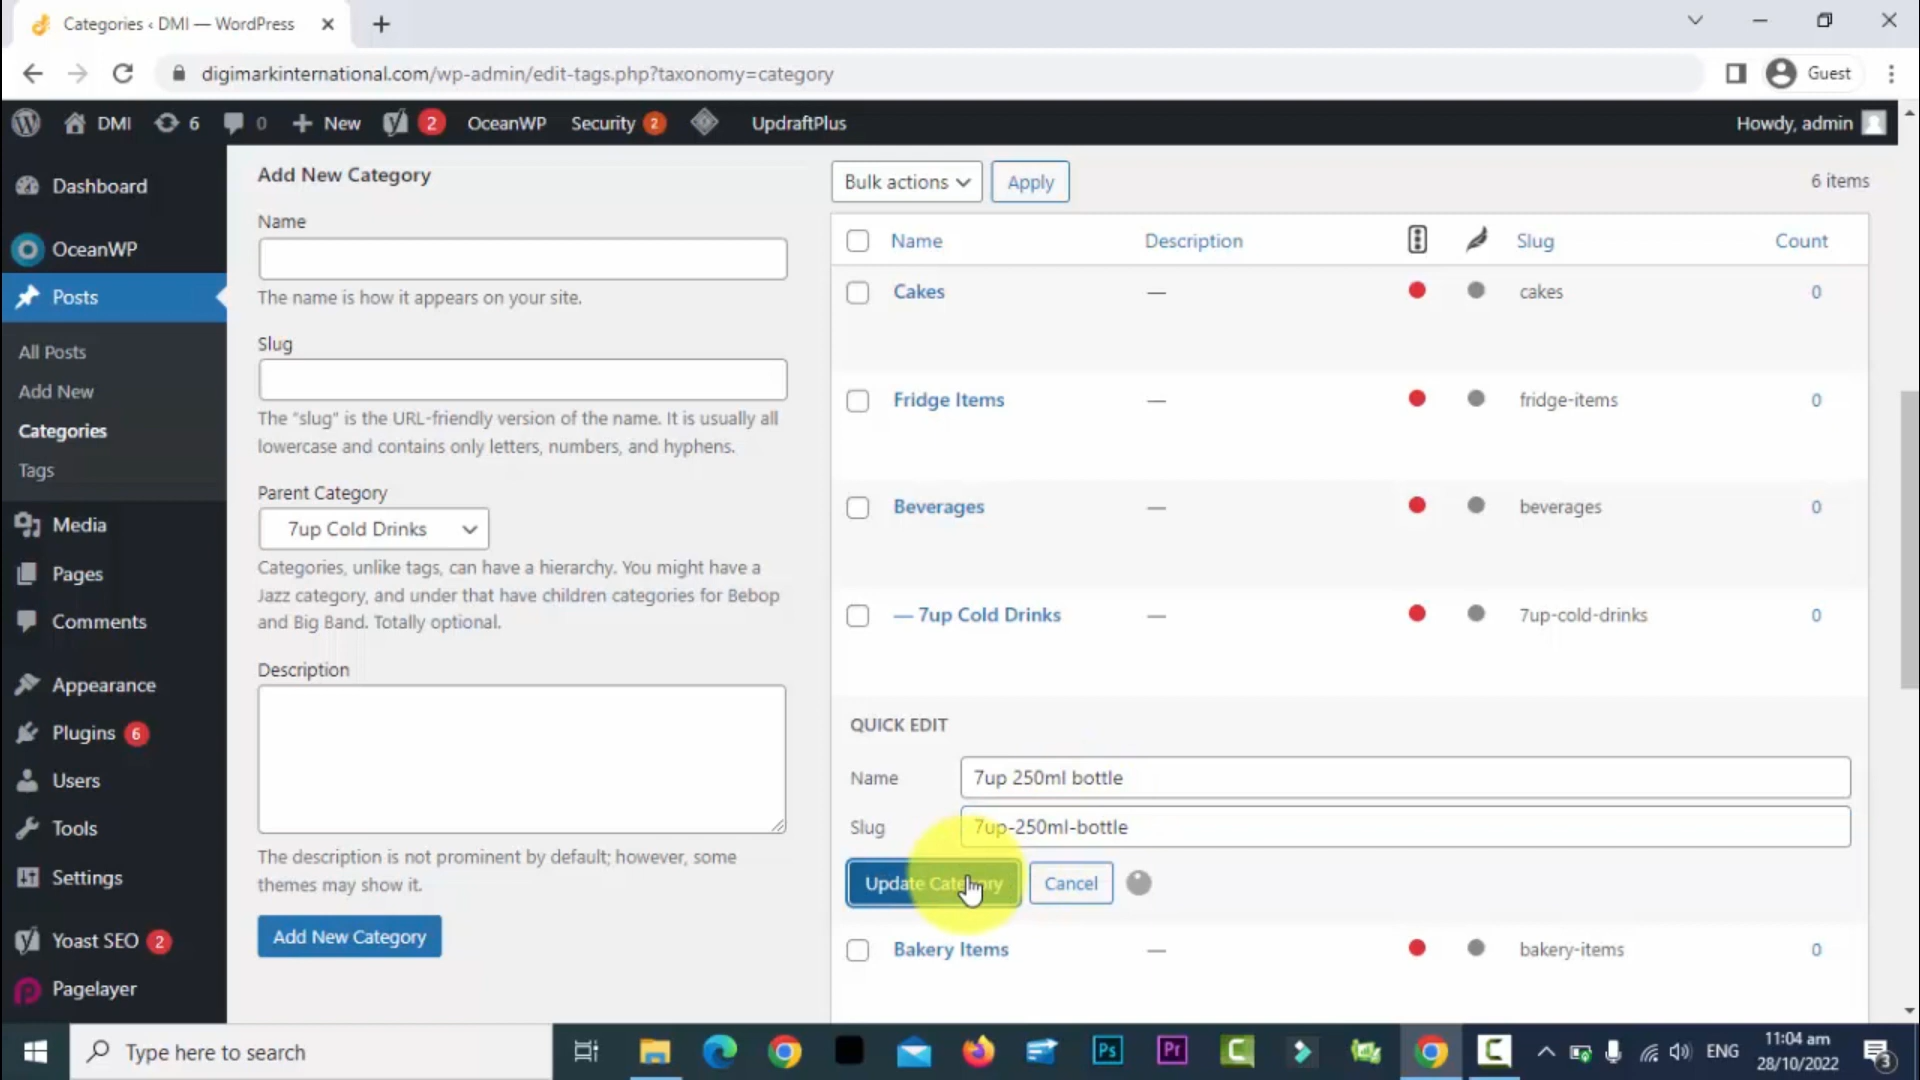 Categories ‹ DMI — WordPress
digimarkinternational.com/wp-admin/edit-tags.php?taxonomy=category
Guest
DMI
6
0
New
2
OceanWP
Security 2
UpdraftPlus
Howdy, admin
Dashboard
OceanWP
Posts
All Posts
Add New
Categories
Tags
Media
Pages
Comments
Appearance
Plugins 6
Users
Tools
Settings
Yoast SEO 2
Pagelayer
Add New Category
Name
The name is how it appears on your site.
Slug
The “slug” is the URL-friendly version of the name. It is usually all
lowercase and contains only letters, numbers, and hyphens.
Parent Category
7up Cold Drinks
Categories, unlike tags, can have a hierarchy. You might have a
Jazz category, and under that have children categories for Bebop
and Big Band. Totally optional.
Description
The description is not prominent by default; however, some
themes may show it.
Add New Category
Bulk actions
Apply
6 items
Name Description Slug Count
Cakes — cakes 0
Fridge Items — fridge-items 0
Beverages — beverages 0
— 7up Cold Drinks — 7up-cold-drinks 0
QUICK EDIT
Name 7up 250ml bottle
Slug 7up-250ml-bottle
Update Category Cancel
Bakery Items — bakery-items 0
Type here to search
Ps
Pr
ENG
11:04 am
28/10/2022
3